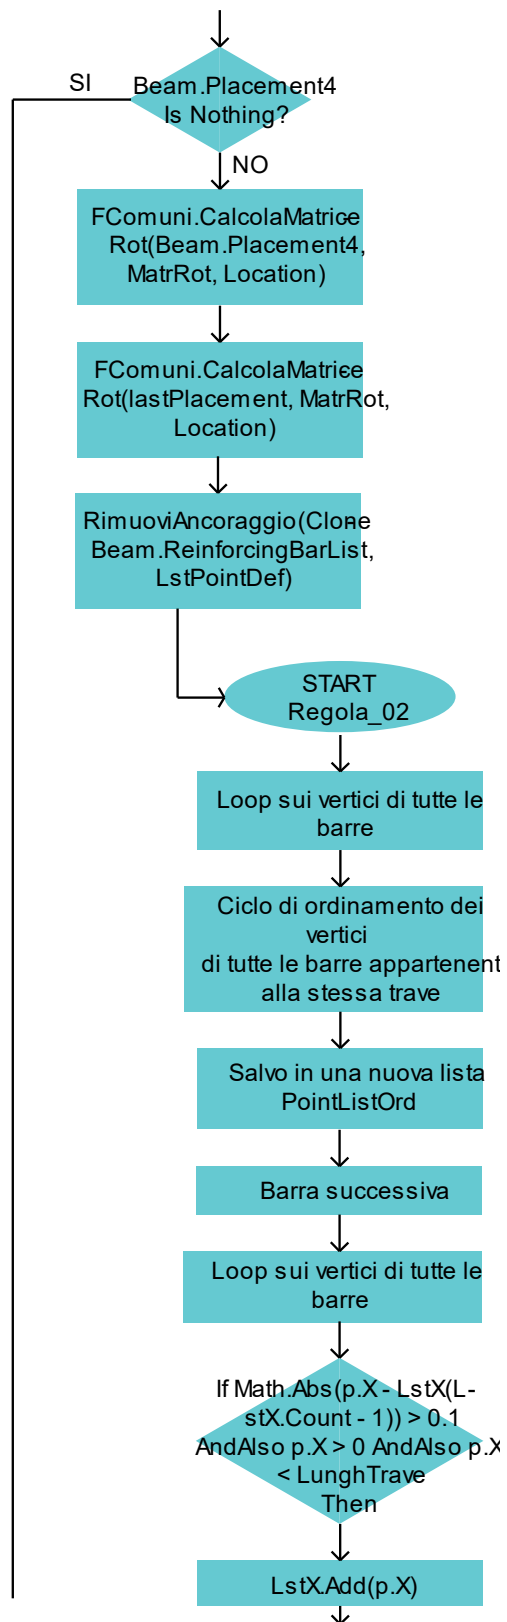 SI
Beam.Placement4
Is Nothing?
NO
FComuni.CalcolaMatrice-
Rot(Beam.Placement4,
MatrRot, Location)
FComuni.CalcolaMatrice-
Rot(lastPlacement, MatrRot,
Location)
RimuoviAncoraggio(Clone-
Beam.ReinforcingBarList,
LstPointDef)
START
Regola_02
Loop sui vertici di tutte le
barre
Ciclo di ordinamento dei
vertici
di tutte le barre appartenent
alla stessa trave
Salvo in una nuova lista
PointListOrd
Barra successiva
Loop sui vertici di tutte le
barre
If Math.Abs(p.X - LstX(L-
stX.Count - 1)) > 0.1
AndAlso p.X > 0 AndAlso p.X
< LunghTrave
Then
LstX.Add(p.X)